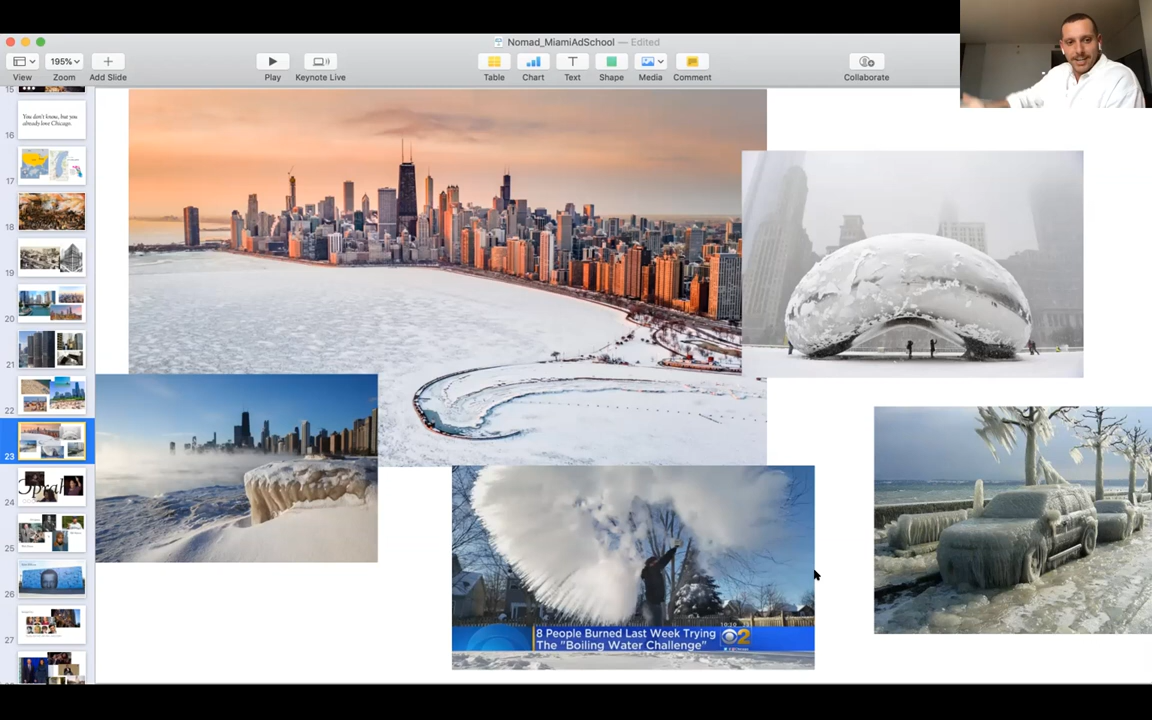 Nomad_MiamiAdSchool — Edited
195%
View
Zoom
Add Slide
Play
Keynote Live
Table
Chart
Text
Shape
Media
Comment
Collaborate
15
16
You don't know, but you
already love Chicago.
17
18
19
20
21
22
23
24
Oprah
25
26
27
8 People Burned Last Week Trying
The "Boiling Water Challenge"
2